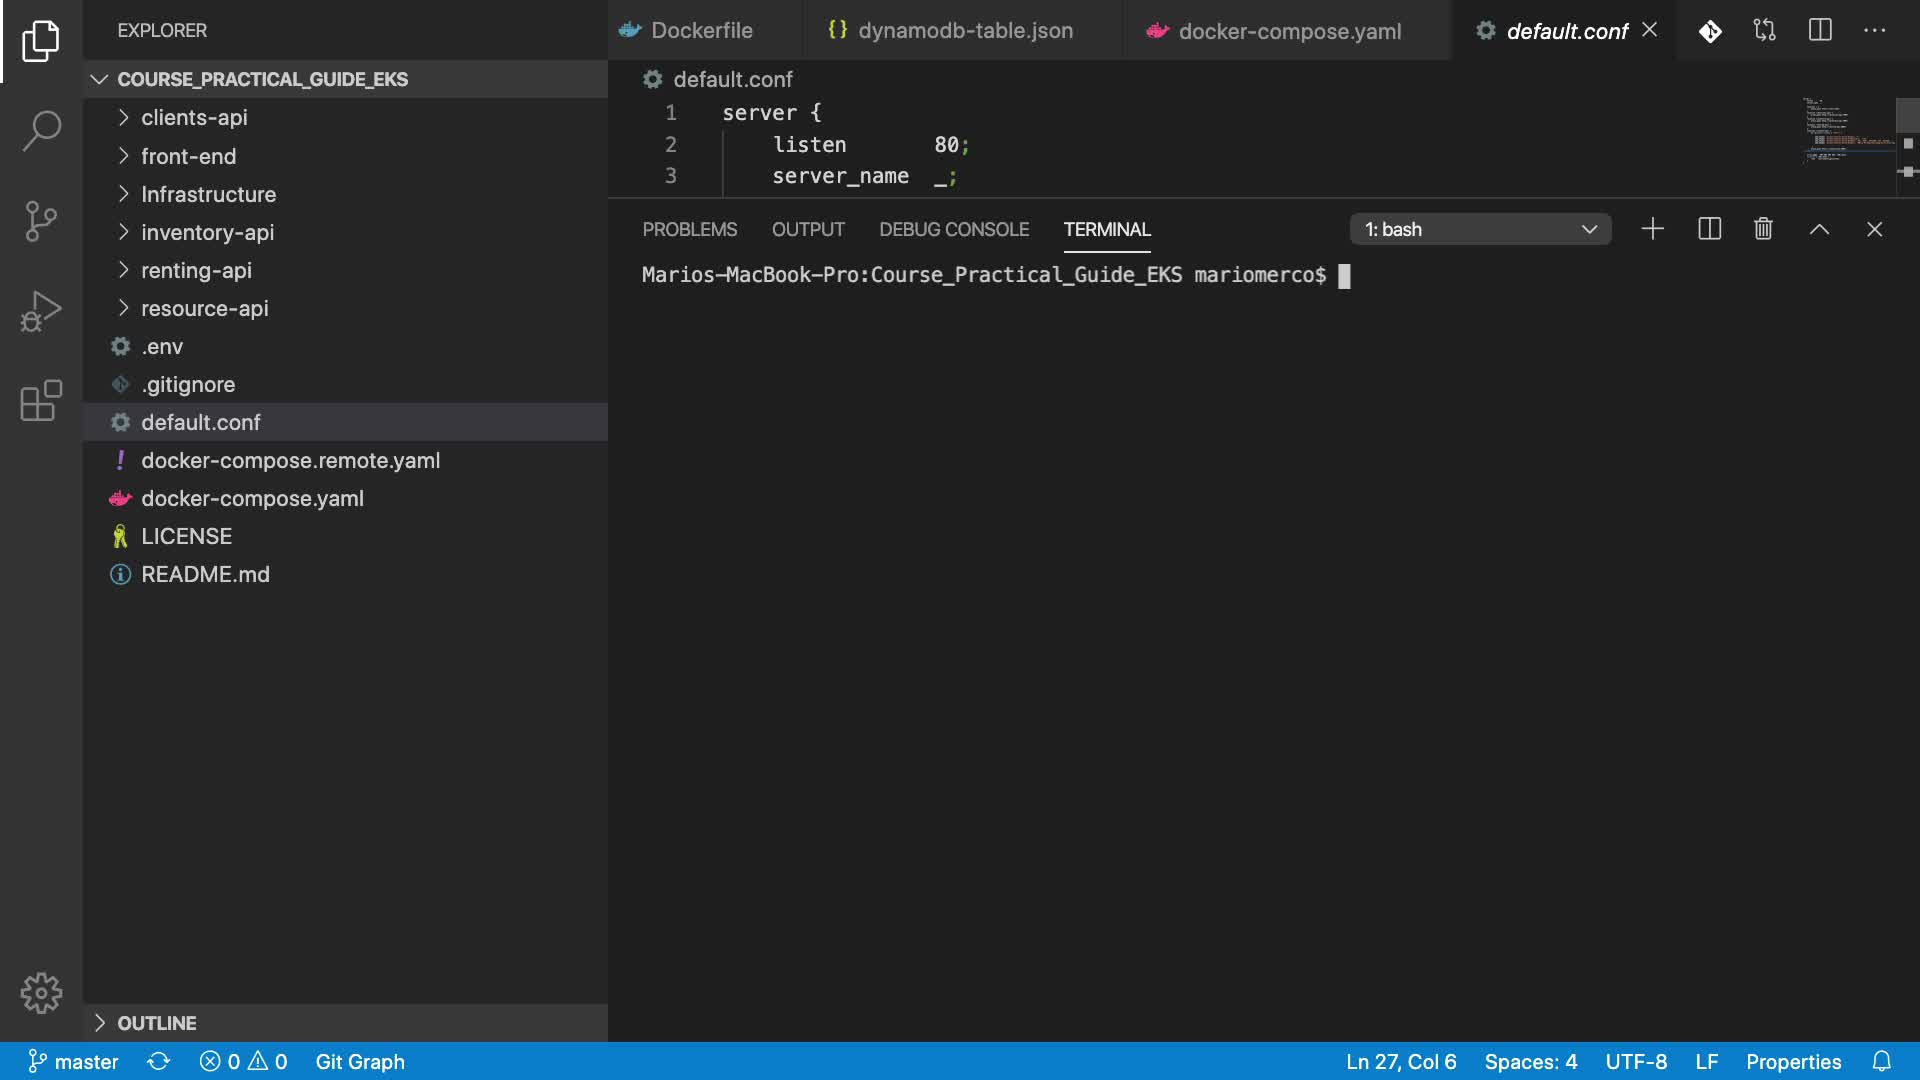 EXPLORER
COURSE_PRACTICAL_GUIDE_EKS
clients-api
front-end
Infrastructure
inventory-api
renting-api
resource-api
.env
.gitignore
default.conf
docker-compose.remote.yaml
docker-compose.yaml
LICENSE
README.md
OUTLINE
Dockerfile
dynamodb-table.json
docker-compose.yaml
default.conf
default.conf
1 server {
2 listen 80;
3 server_name _;
PROBLEMS OUTPUT DEBUG CONSOLE TERMINAL 1: bash
Marios-MacBook-Pro:Course_Practical_Guide_EKS mariomerco$
master 0 0 Git Graph Ln 27, Col 6 Spaces: 4 UTF-8 LF Properties